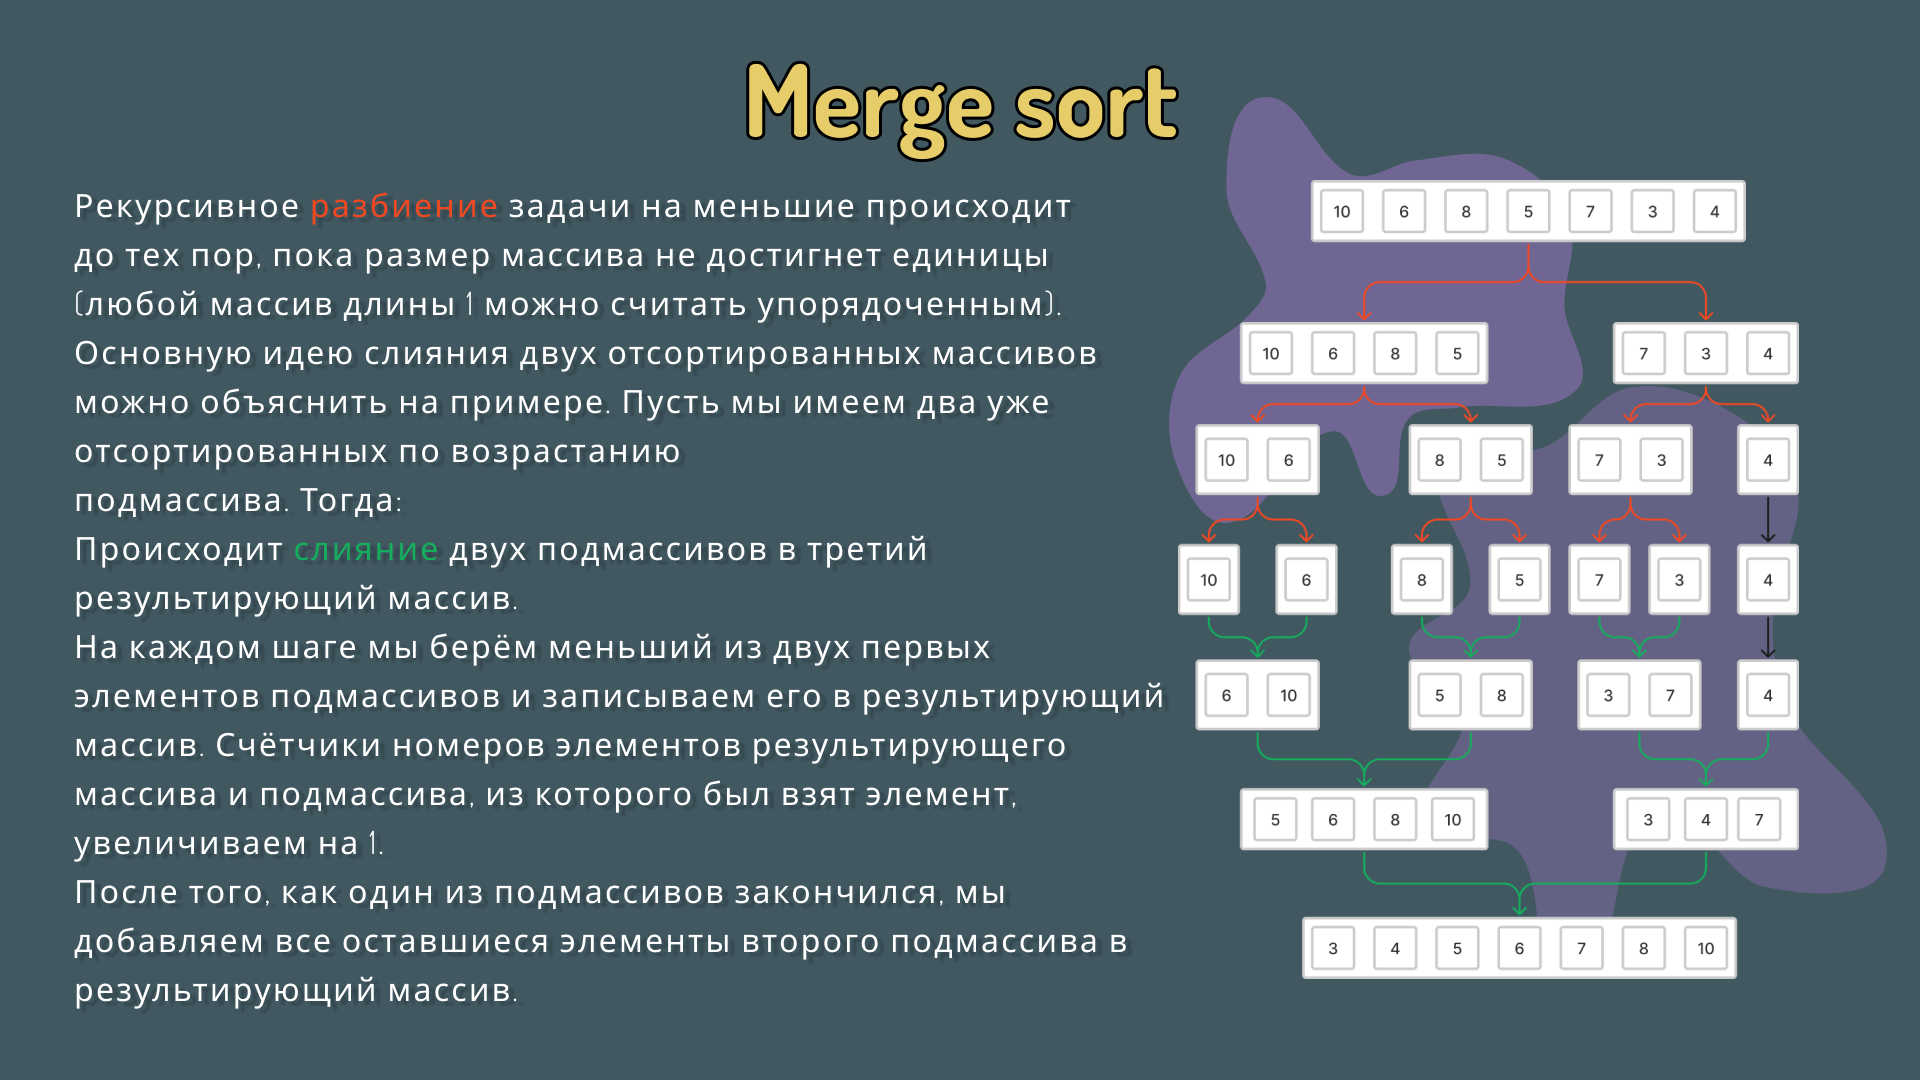 Merge sort
Рекурсивное разбиение задачи на меньшие происходит
до тех пор, пока размер массива не достигнет единицы
(любой массив длины 1 можно считать упорядоченным).
Основную идею слияния двух отсортированных массивов
можно объяснить на примере. Пусть мы имеем два уже
отсортированных по возрастанию
подмассива. Тогда:
Происходит слияние двух подмассивов в третий
результирующий массив.
На каждом шаге мы берём меньший из двух первых
элементов подмассивов и записываем его в результирующий
массив. Счётчики номеров элементов результирующего
массива и подмассива, из которого был взят элемент,
увеличиваем на 1.
После того, как один из подмассивов закончился, мы
добавляем все оставшиеся элементы второго подмассива в
результирующий массив.
10 6 8 5 7 3 4
10 6 8 5 7 3 4
10 6 8 5 7 3 4
10 6 8 5 7 3 4
6 10 5 8 3 7 4
5 6 8 10 3 4 7
3 4 5 6 7 8 10